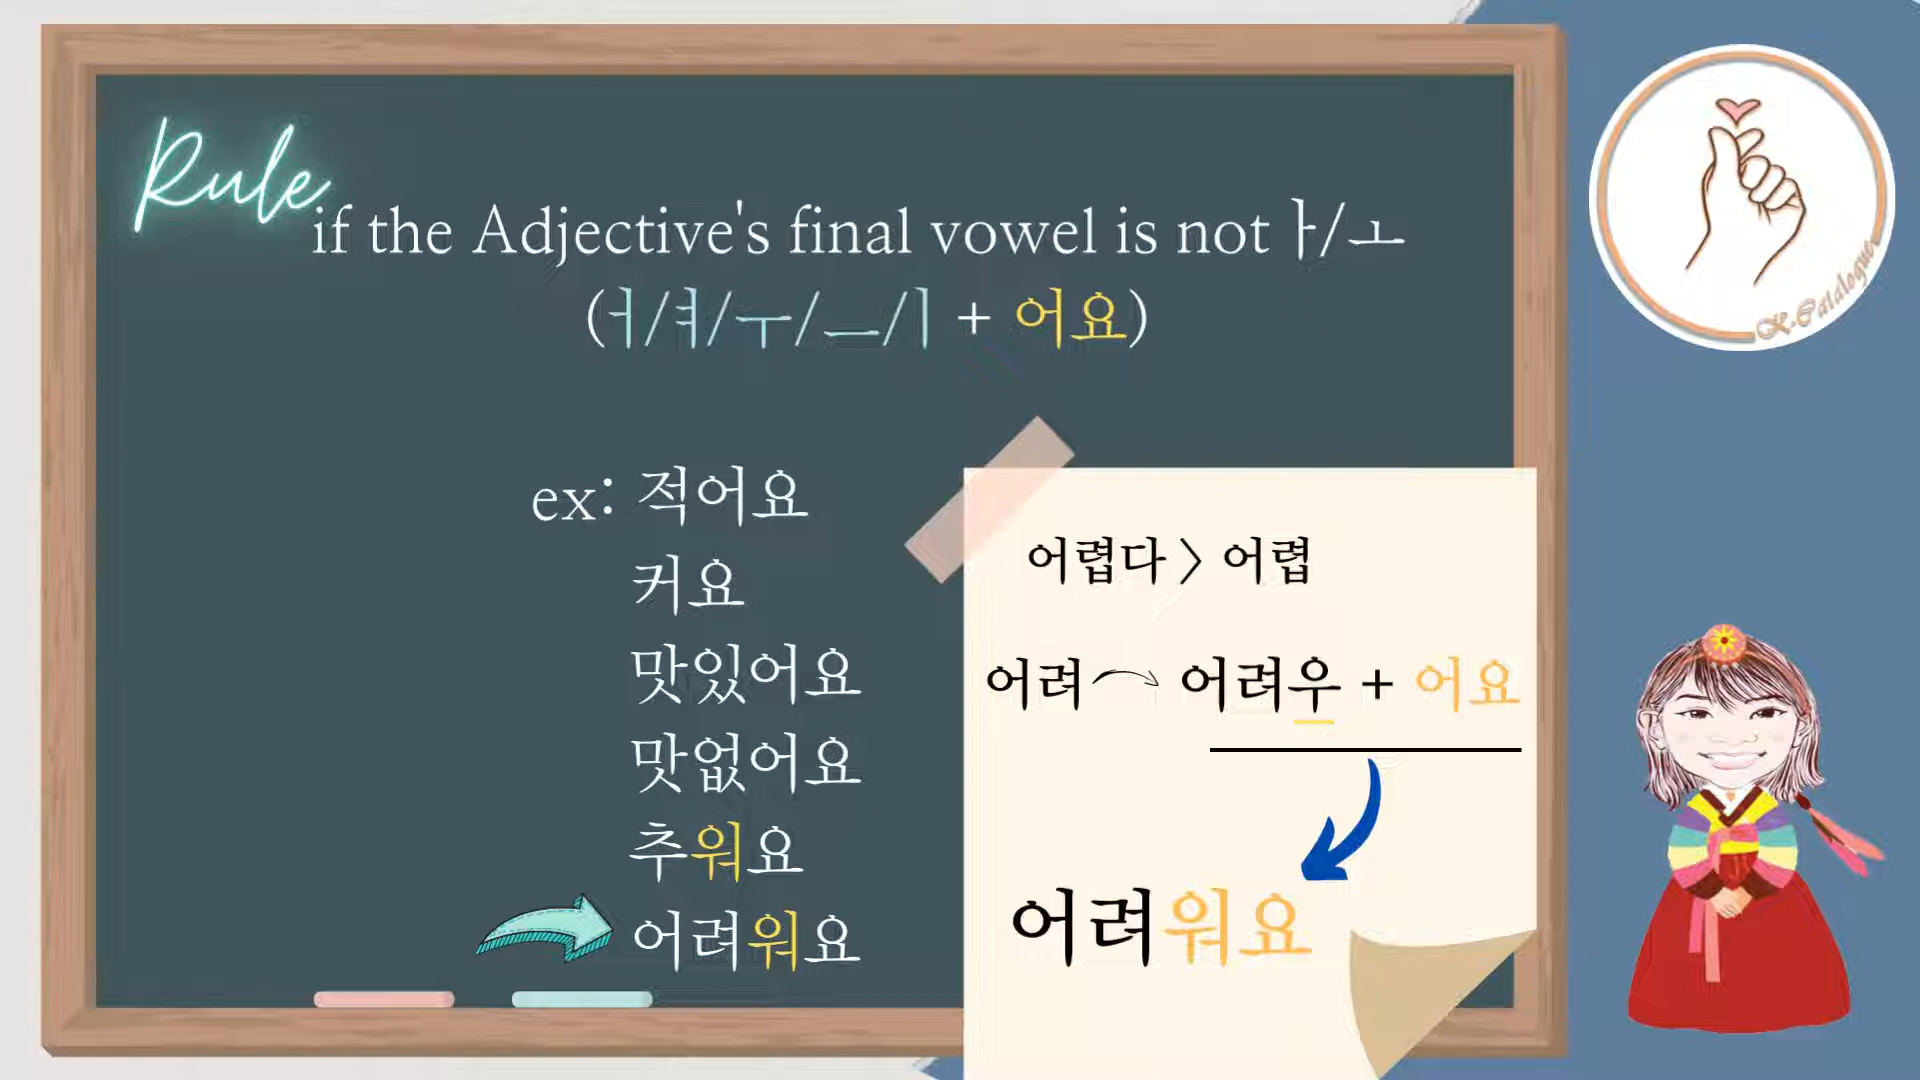 Rule
if the Adjective's final vowel is not ㅏ/ㅗ
(ㅓ/ㅕ/ㅜ/ㅡ/ㅣ + 어요)
ex: 적어요
커요
맛있어요
맛없어요
추워요
어려워요
어렵다 > 어렵
어려 어려우 + 어요
어려워요
K-Catalogue